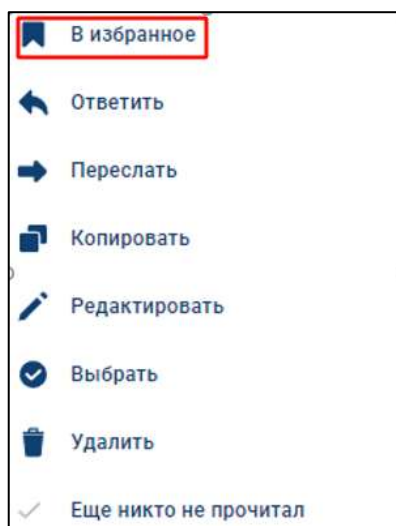 В избранное
Ответить
Переслать
Копировать
Редактировать
Выбрать
Удалить
Еще никто не прочитал